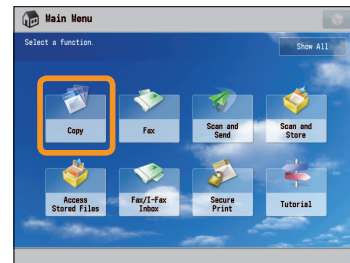 Main Menu
Select a function.
Show All
Copy
Fax
Scan and
Send
Scan and
Store
Access
Stored Files
Fax/I-Fax
Inbox
Secure
Print
Tutorial